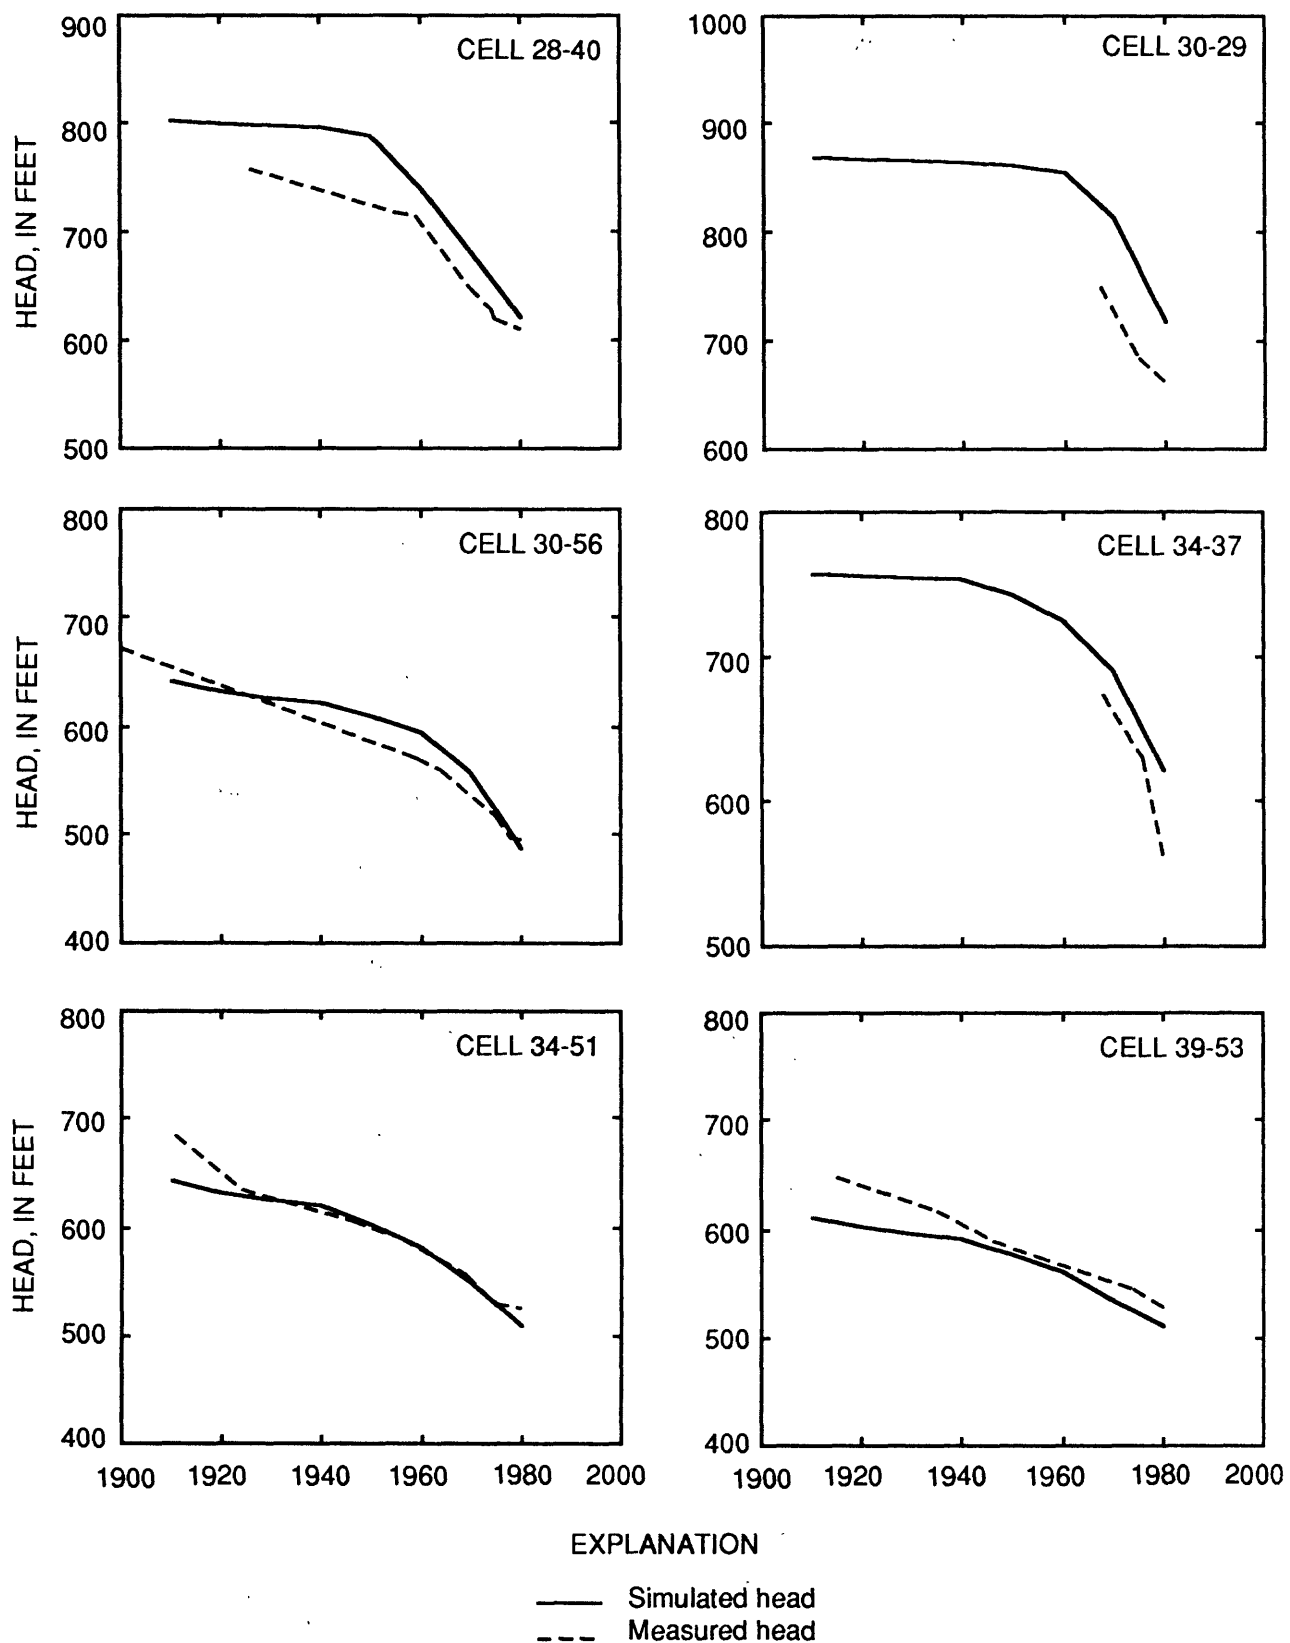 CELL 28-40
HEAD, IN FEET
900
800
700
600
500
CELL 30-29
1000
900
800
700
600
CELL 30-56
HEAD, IN FEET
800
700
600
500
400
CELL 34-37
800
700
600
500
CELL 34-51
HEAD, IN FEET
800
700
600
500
400
1900 1920 1940 1960 1980 2000
CELL 39-53
800
700
600
500
400
1900 1920 1940 1960 1980 2000
EXPLANATION
Simulated head
Measured head